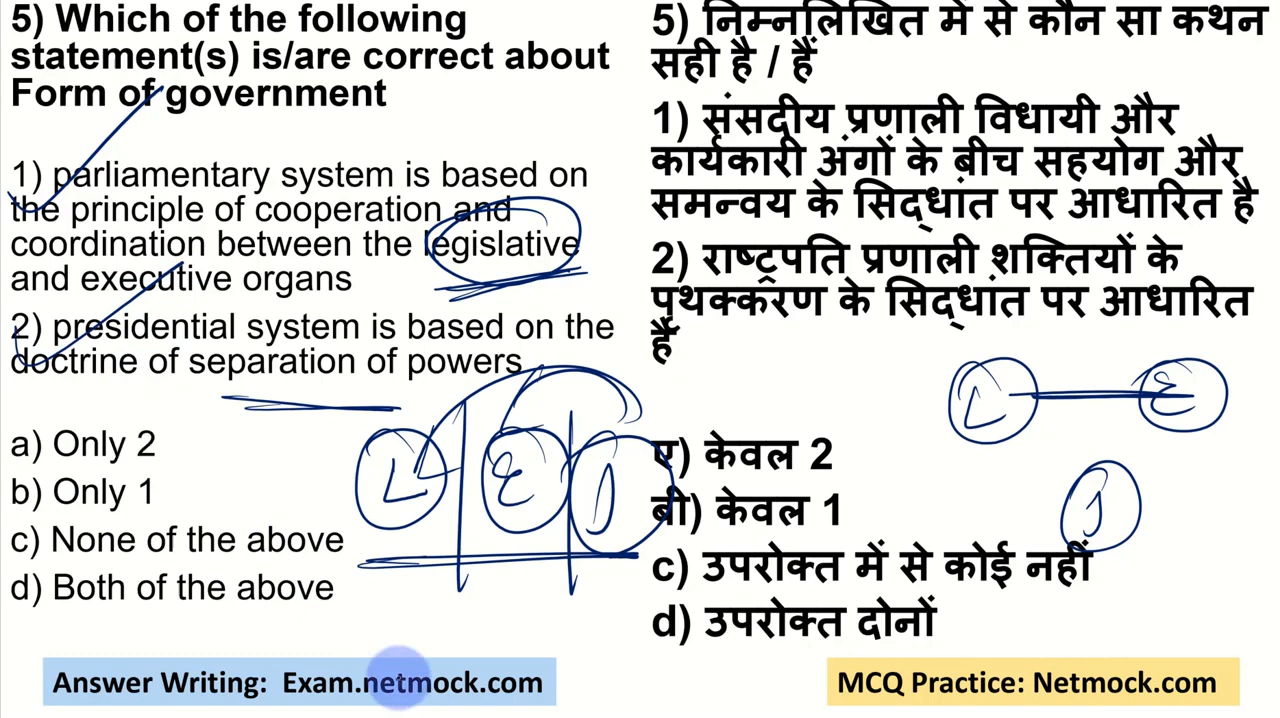 5) Which of the following
statement(s) is/are correct about
Form of government
1) parliamentary system is based on
the principle of cooperation and
coordination between the legislative
and executive organs
2) presidential system is based on the
doctrine of separation of powers
a) Only 2
b) Only 1
c) None of the above
d) Both of the above
L E J
Answer Writing: Exam.netmock.com
5) निम्नलिखित में से कौन सा कथन
सही है / हैं
1) संसदीय प्रणाली विधायी और
कार्यकारी अंगों के बीच सहयोग और
समन्वय के सिद्धांत पर आधारित है
2) राष्ट्रपति प्रणाली शक्तियों के
पृथक्करण के सिद्धांत पर आधारित
है
L E
J
ए) केवल 2
बी) केवल 1
c) उपरोक्त में से कोई नहीं
d) उपरोक्त दोनों
MCQ Practice: Netmock.com